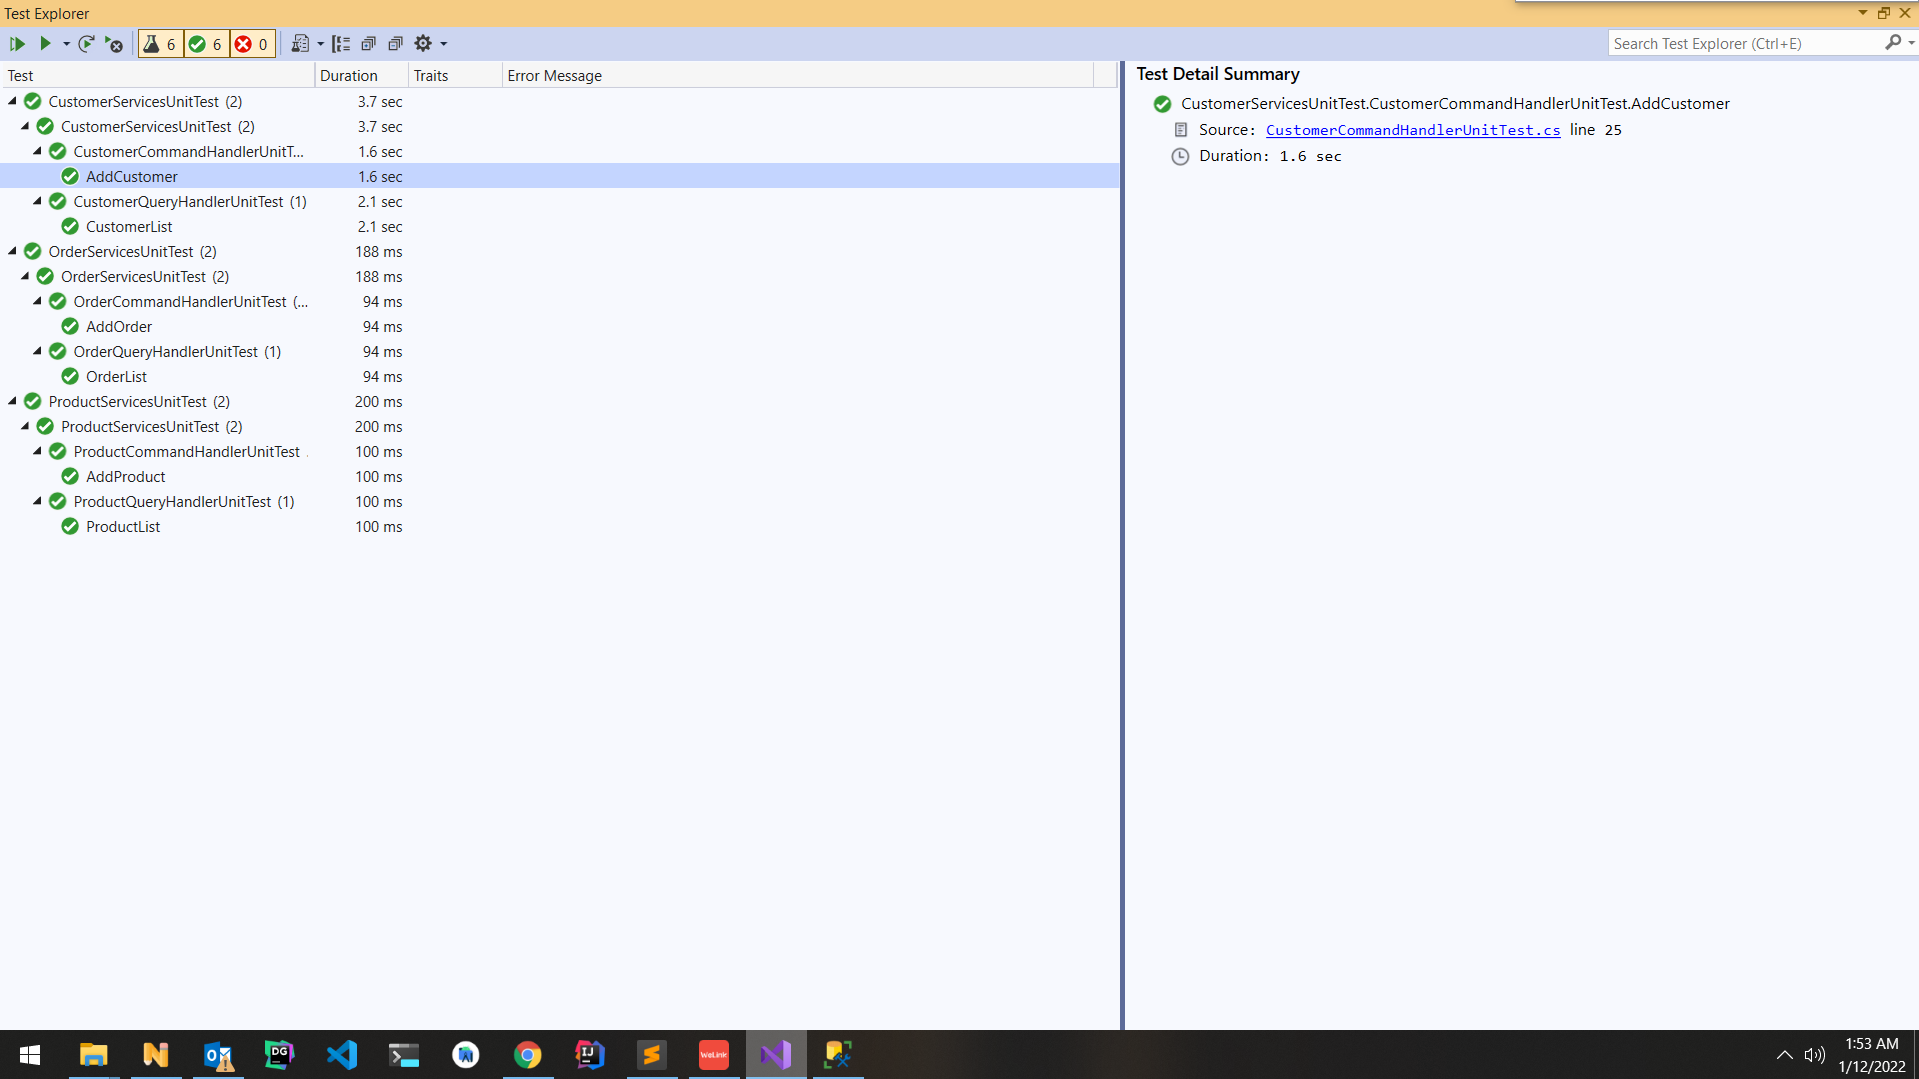 Test Explorer
6 6 0
Search Test Explorer (Ctrl+E)
Test Duration Traits Error Message
CustomerServicesUnitTest (2) 3.7 sec
CustomerServicesUnitTest (2) 3.7 sec
CustomerCommandHandlerUnitT... 1.6 sec
AddCustomer 1.6 sec
CustomerQueryHandlerUnitTest (1) 2.1 sec
CustomerList 2.1 sec
OrderServicesUnitTest (2) 188 ms
OrderServicesUnitTest (2) 188 ms
OrderCommandHandlerUnitTest (... 94 ms
AddOrder 94 ms
OrderQueryHandlerUnitTest (1) 94 ms
OrderList 94 ms
ProductServicesUnitTest (2) 200 ms
ProductServicesUnitTest (2) 200 ms
ProductCommandHandlerUnitTest 100 ms
AddProduct 100 ms
ProductQueryHandlerUnitTest (1) 100 ms
ProductList 100 ms
Test Detail Summary
CustomerServicesUnitTest.CustomerCommandHandlerUnitTest.AddCustomer
Source: CustomerCommandHandlerUnitTest.cs line 25
Duration: 1.6 sec
DG
IJ
WeLink
1:53 AM
1/12/2022